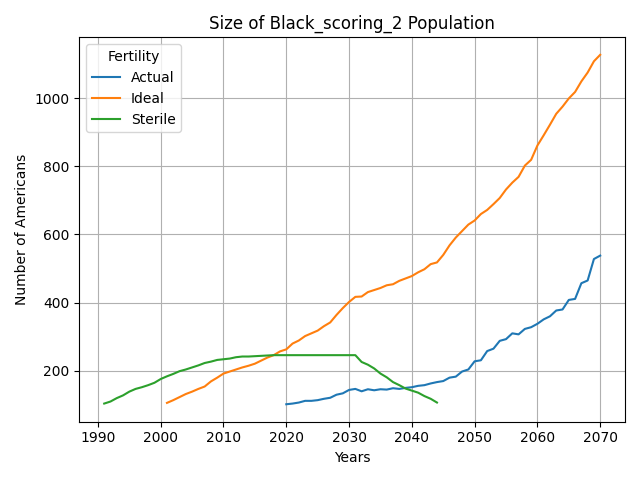 Size of Black_scoring_2 Population
Fertility
Actual
Ideal
Sterile
Number of Americans
1000
800
600
400
200
1990 2000 2010 2020 2030 2040 2050 2060 2070
Years